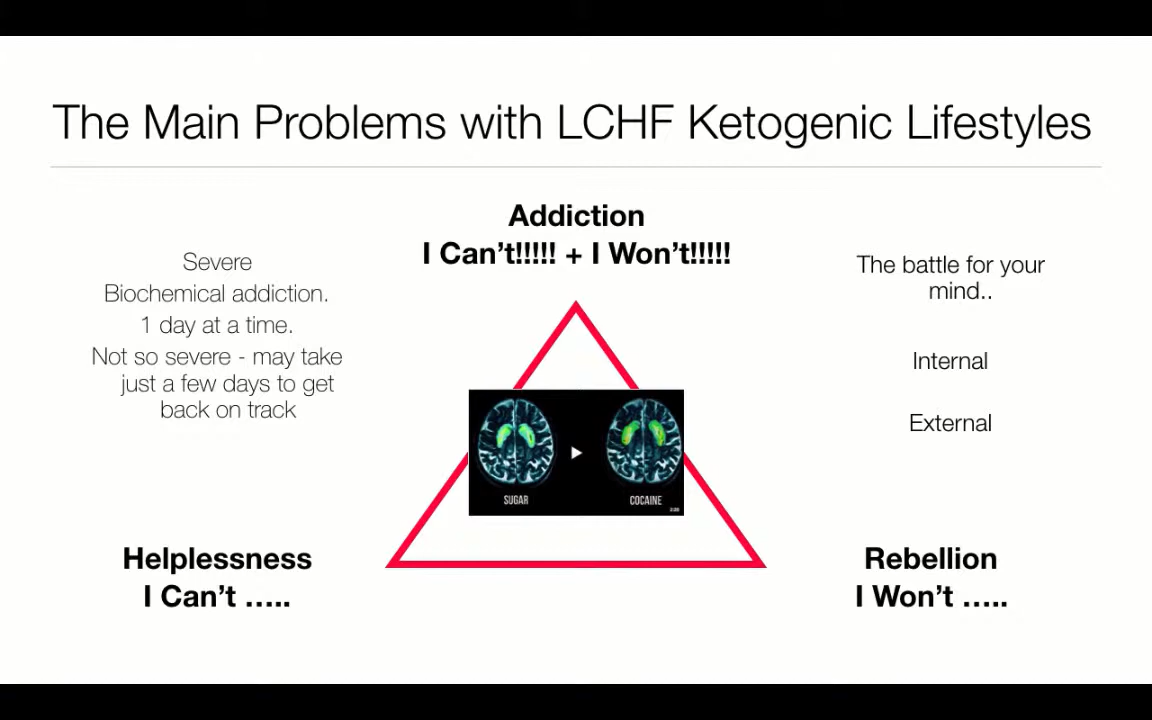 The Main Problems with LCHF Ketogenic Lifestyles
Addiction
I Can't!!!!! + I Won't!!!!!
Severe
Biochemical addiction.
1 day at a time.
Not so severe - may take
just a few days to get
back on track
The battle for your
mind..
Internal
External
SUGAR
COCAINE
Helplessness
I Can't .....
Rebellion
I Won't .....